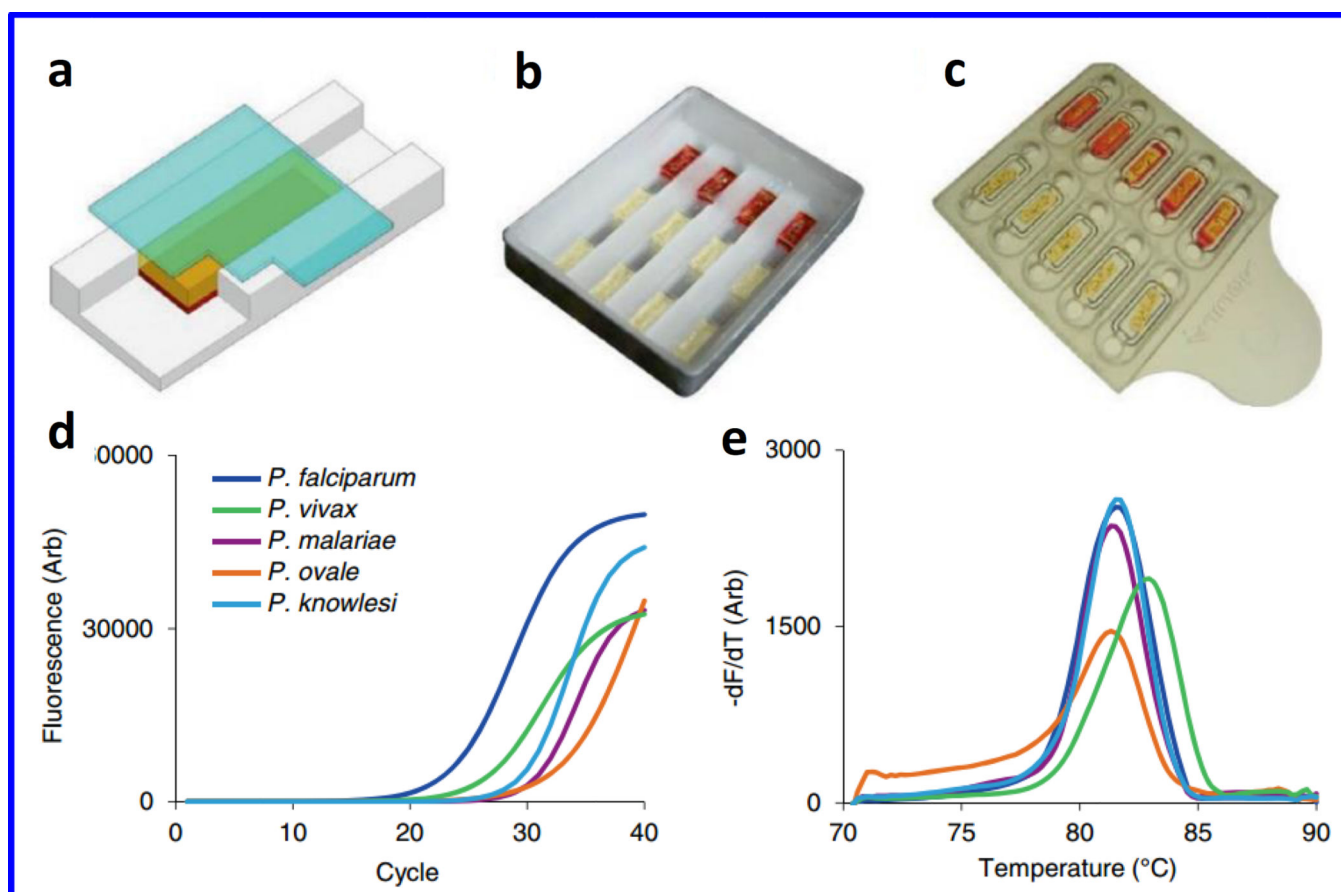 a
b
c
d
0000
Fluorescence (Arb)
30000
0
0
10
20
30
40
Cycle
P. falciparum
P. vivax
P. malariae
P. ovale
P. knowlesi
e
3000
-dF/dT (Arb)
1500
0
70
75
80
85
90
Temperature (°C)